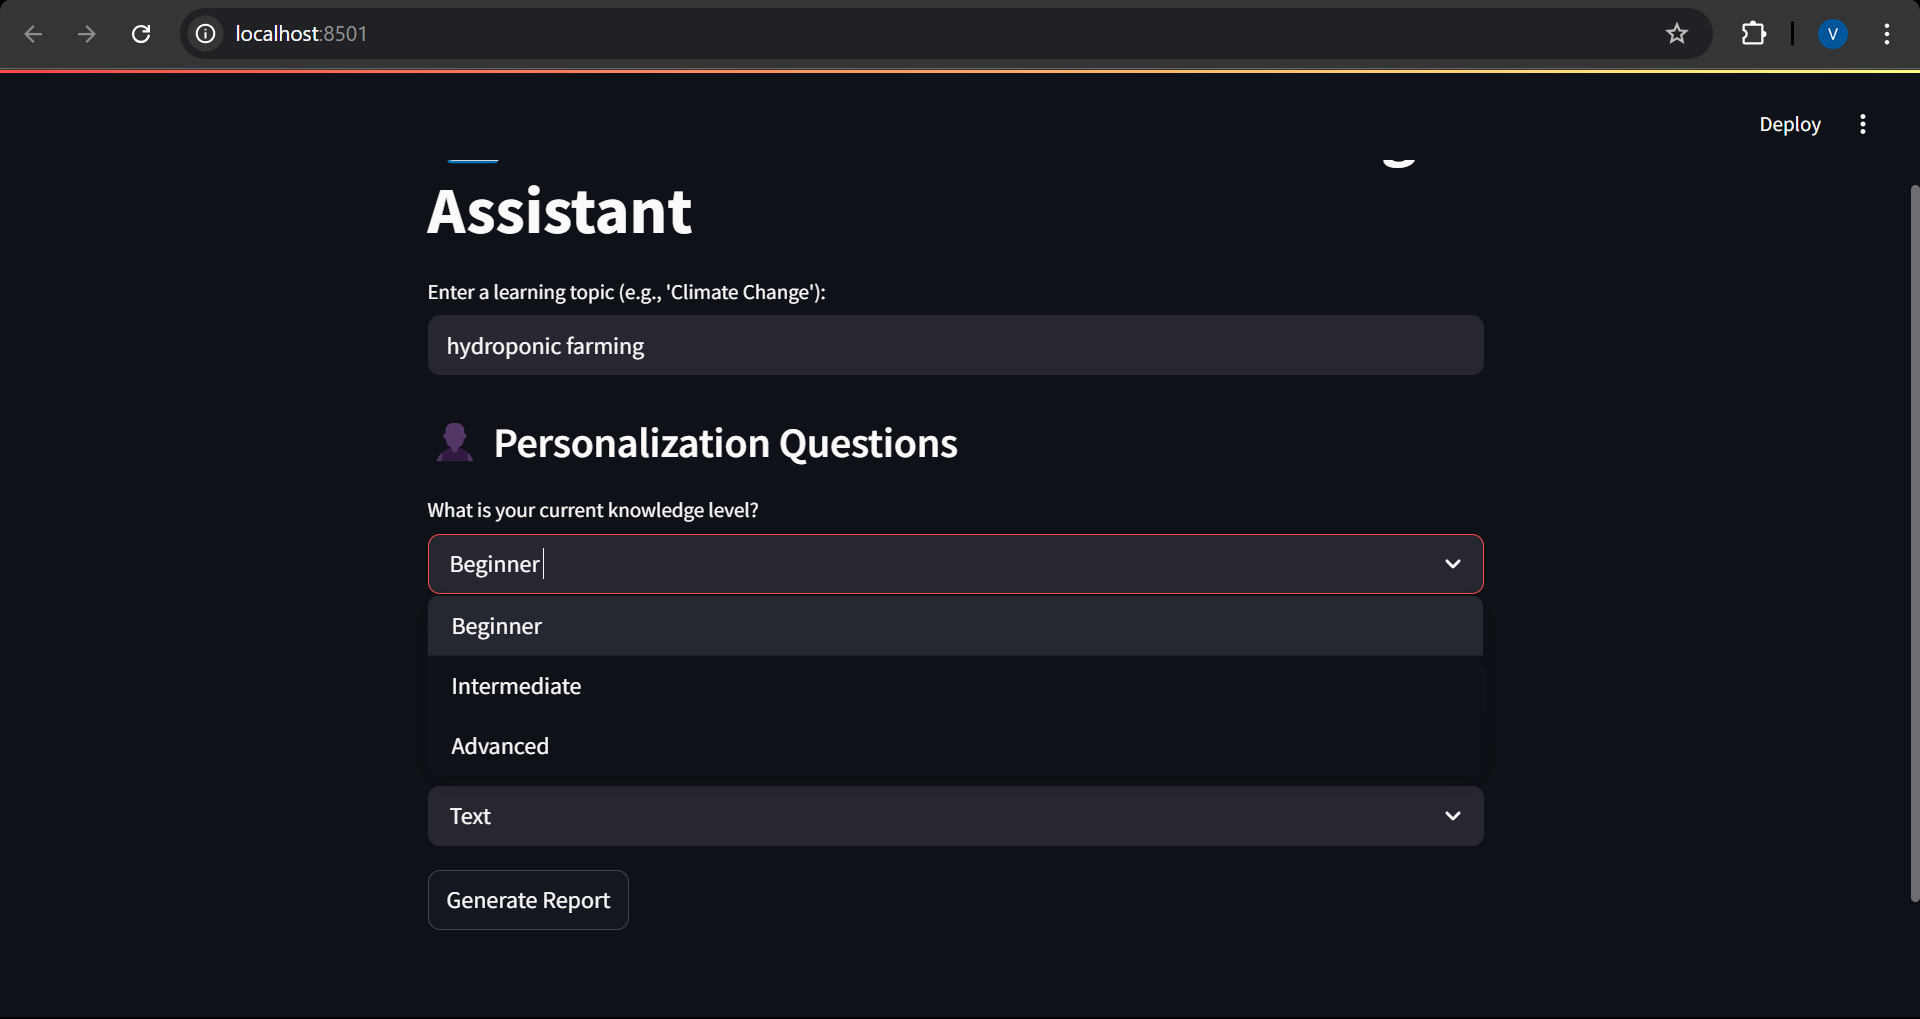 localhost:8501
V
Deploy
Assistant
Enter a learning topic (e.g., 'Climate Change'):
hydroponic farming
Personalization Questions
What is your current knowledge level?
Beginner
Beginner
Intermediate
Advanced
Text
Generate Report